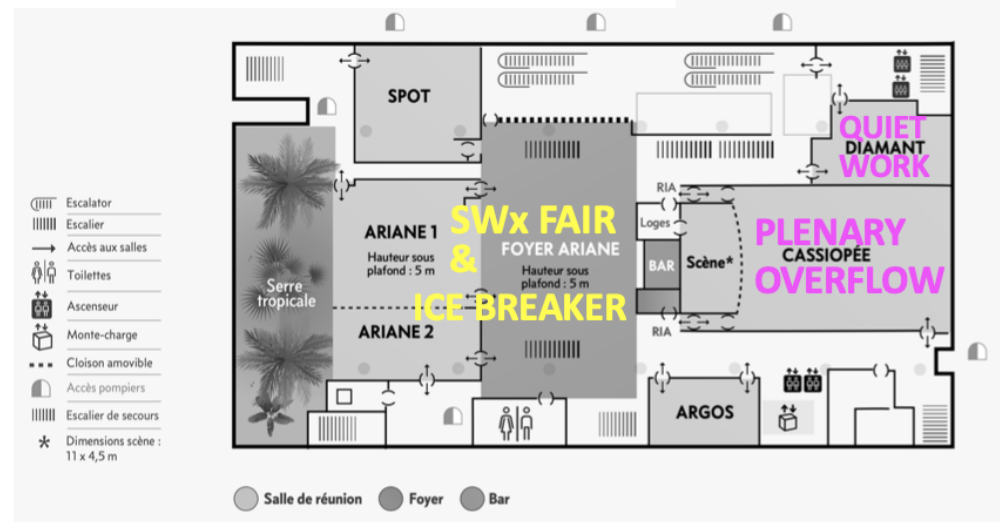 SPOT
QUIET
DIAMANT
WORK
RIA
Loges
ARIANE 1
Hauteur sous
plafond : 5 m
SWx FAIR
&
FOYER ARIANE
Hauteur sous
plafond : 5 m
ICE BREAKER
BAR
Scène*
PLENARY
CASSIOPÉE
OVERFLOW
Serre
tropicale
ARIANE 2
RIA
ARGOS
Escalator
Escalier
Accès aux salles
Toilettes
Ascenseur
Monte-charge
Cloison amovible
Accès pompiers
Escalier de secours
* Dimensions scène :
11 x 4,5 m
Salle de réunion
Foyer
Bar